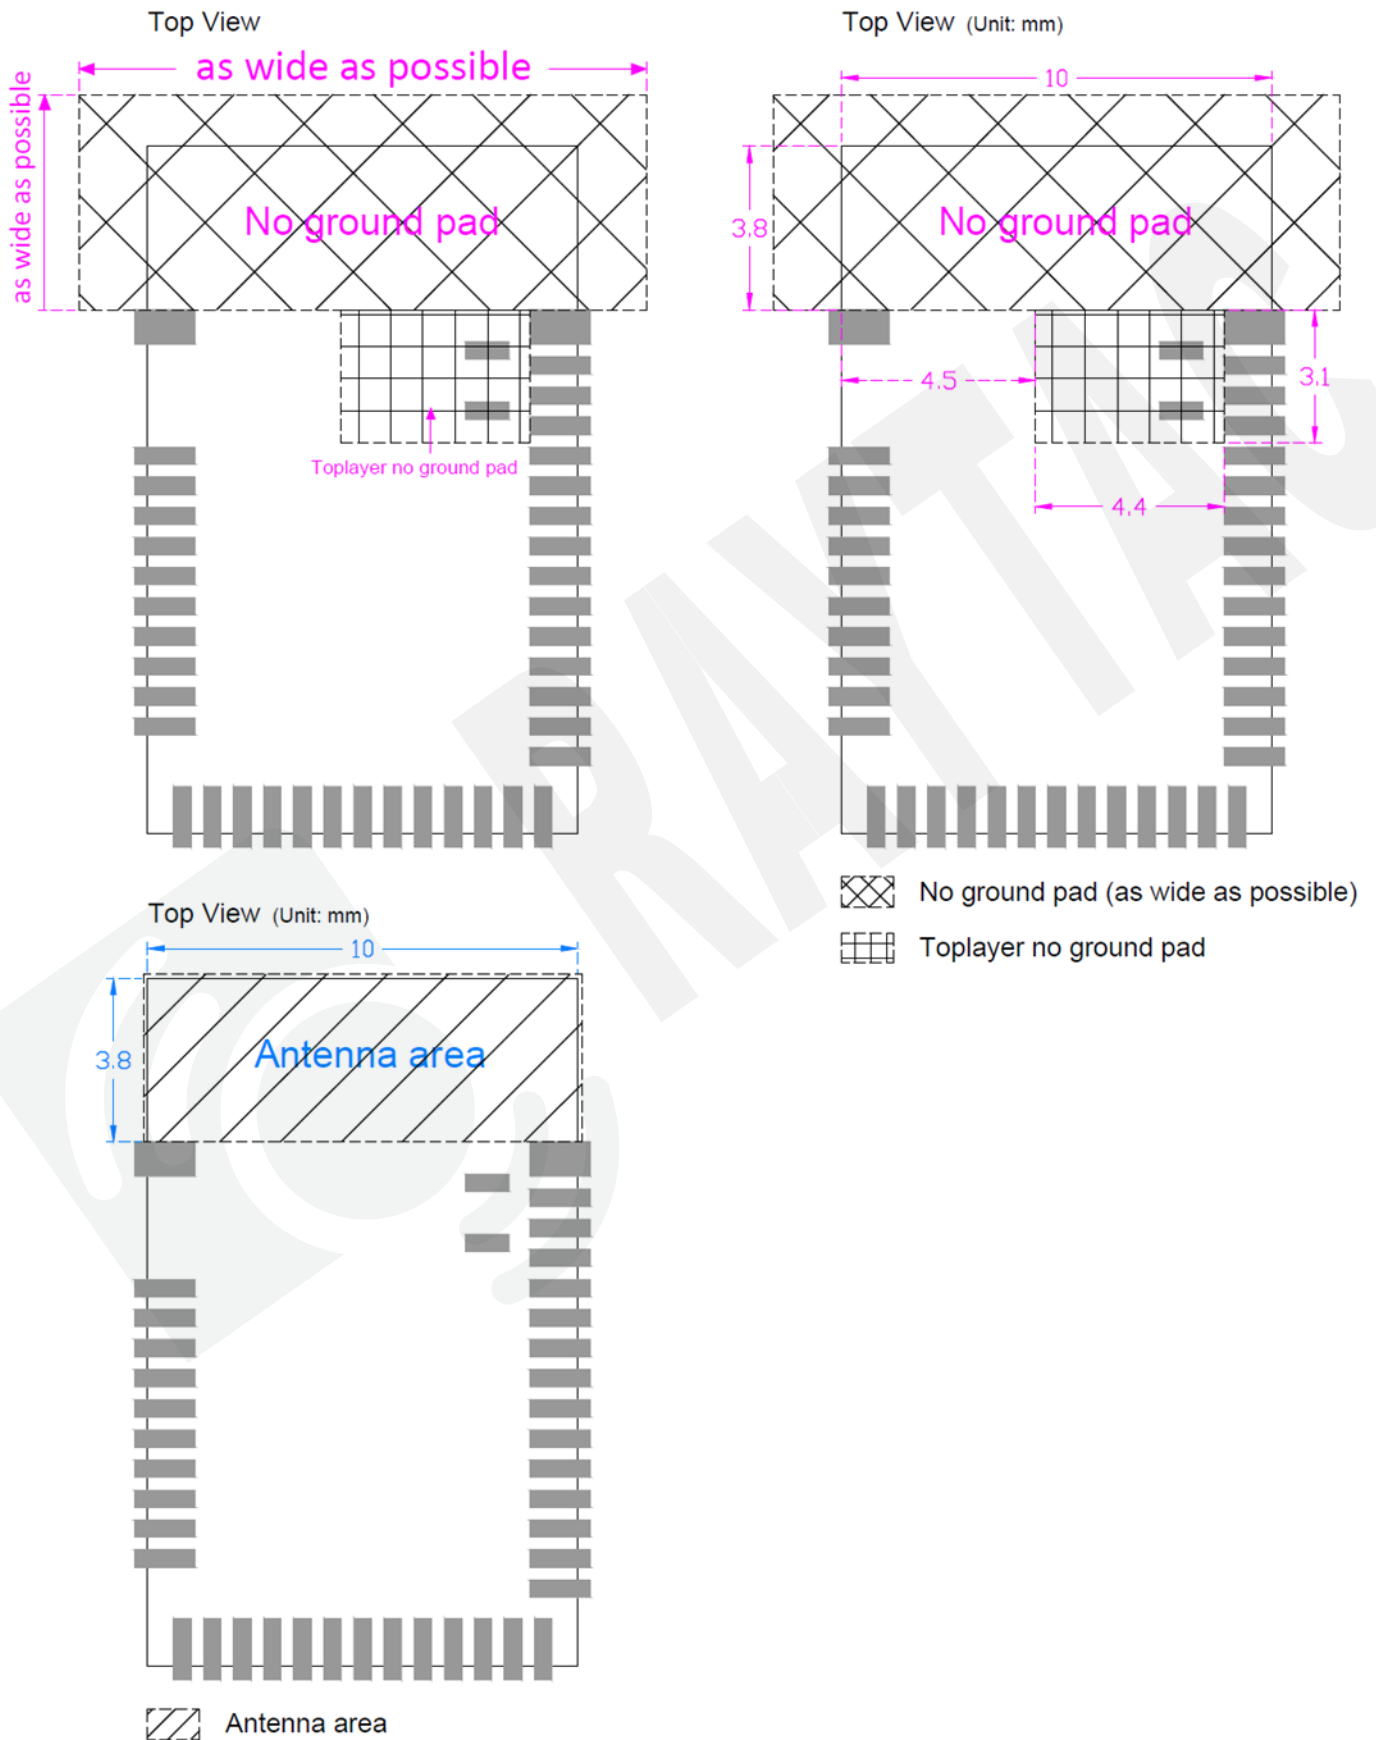 Top View
as wide as possible
as wide as possible
No ground pad
Toplayer no ground pad
Top View (Unit: mm)
10
3.8
No ground pad
4.5
3.1
4.4
No ground pad (as wide as possible)
Toplayer no ground pad
Top View (Unit: mm)
10
3.8
Antenna area
Antenna area
RAYTAC